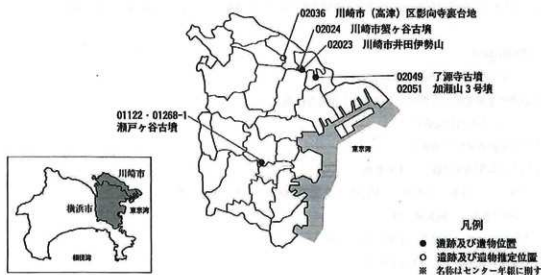 02036 川崎市（高津）区影向寺裏台地
02024 川崎市蟹ヶ谷古墳
02023 川崎市井田伊勢山
02049 了源寺古墳
02051 加瀬山3号墳
01122・01268-1
瀬戸ヶ谷古墳
東京湾
川崎市
横浜市
東京湾
相模湾
凡例
● 遺跡及び遺物位置
○ 遺跡及び遺物推定位置
※ 名称はセンター年報に則す